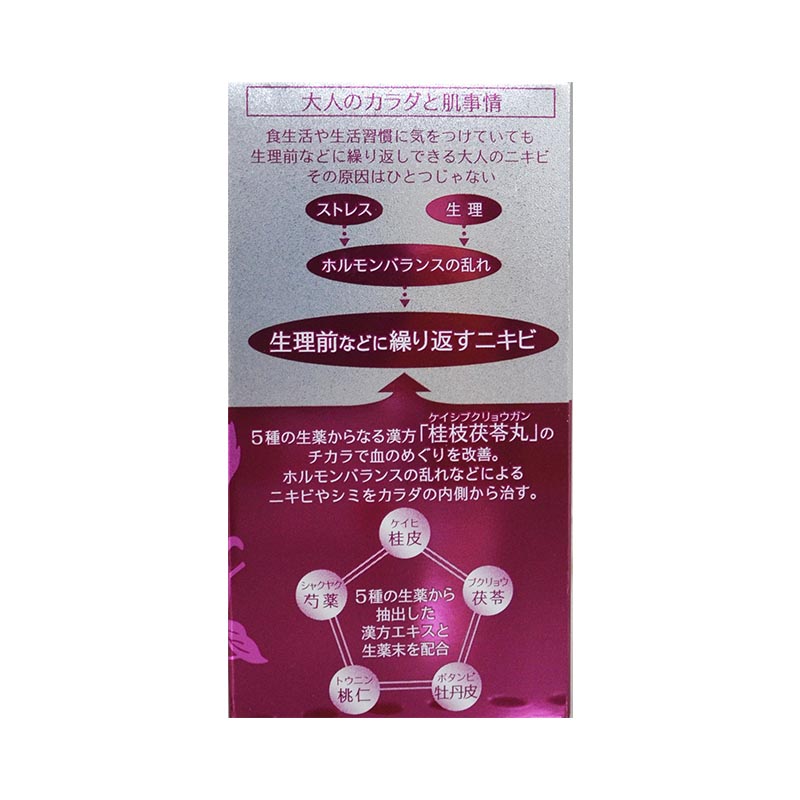 大人のカラダと肌事情
食生活や生活習慣に気をつけていても
生理前などに繰り返しできる大人のニキビ
その原因はひとつじゃない
ストレス
生理
ホルモンバランスの乱れ
生理前などに繰り返すニキビ
ケイシブクリョウガン
5種の生薬からなる漢方「桂枝茯苓丸」の
チカラで血のめぐりを改善。
ホルモンバランスの乱れなどによる
ニキビやシミをカラダの内側から治す。
ケイヒ
桂皮
シャクヤク
芍薬
ブクリョウ
茯苓
5種の生薬から
抽出した
漢方エキスと
生薬末を配合
トウニン
桃仁
ボタンピ
牡丹皮